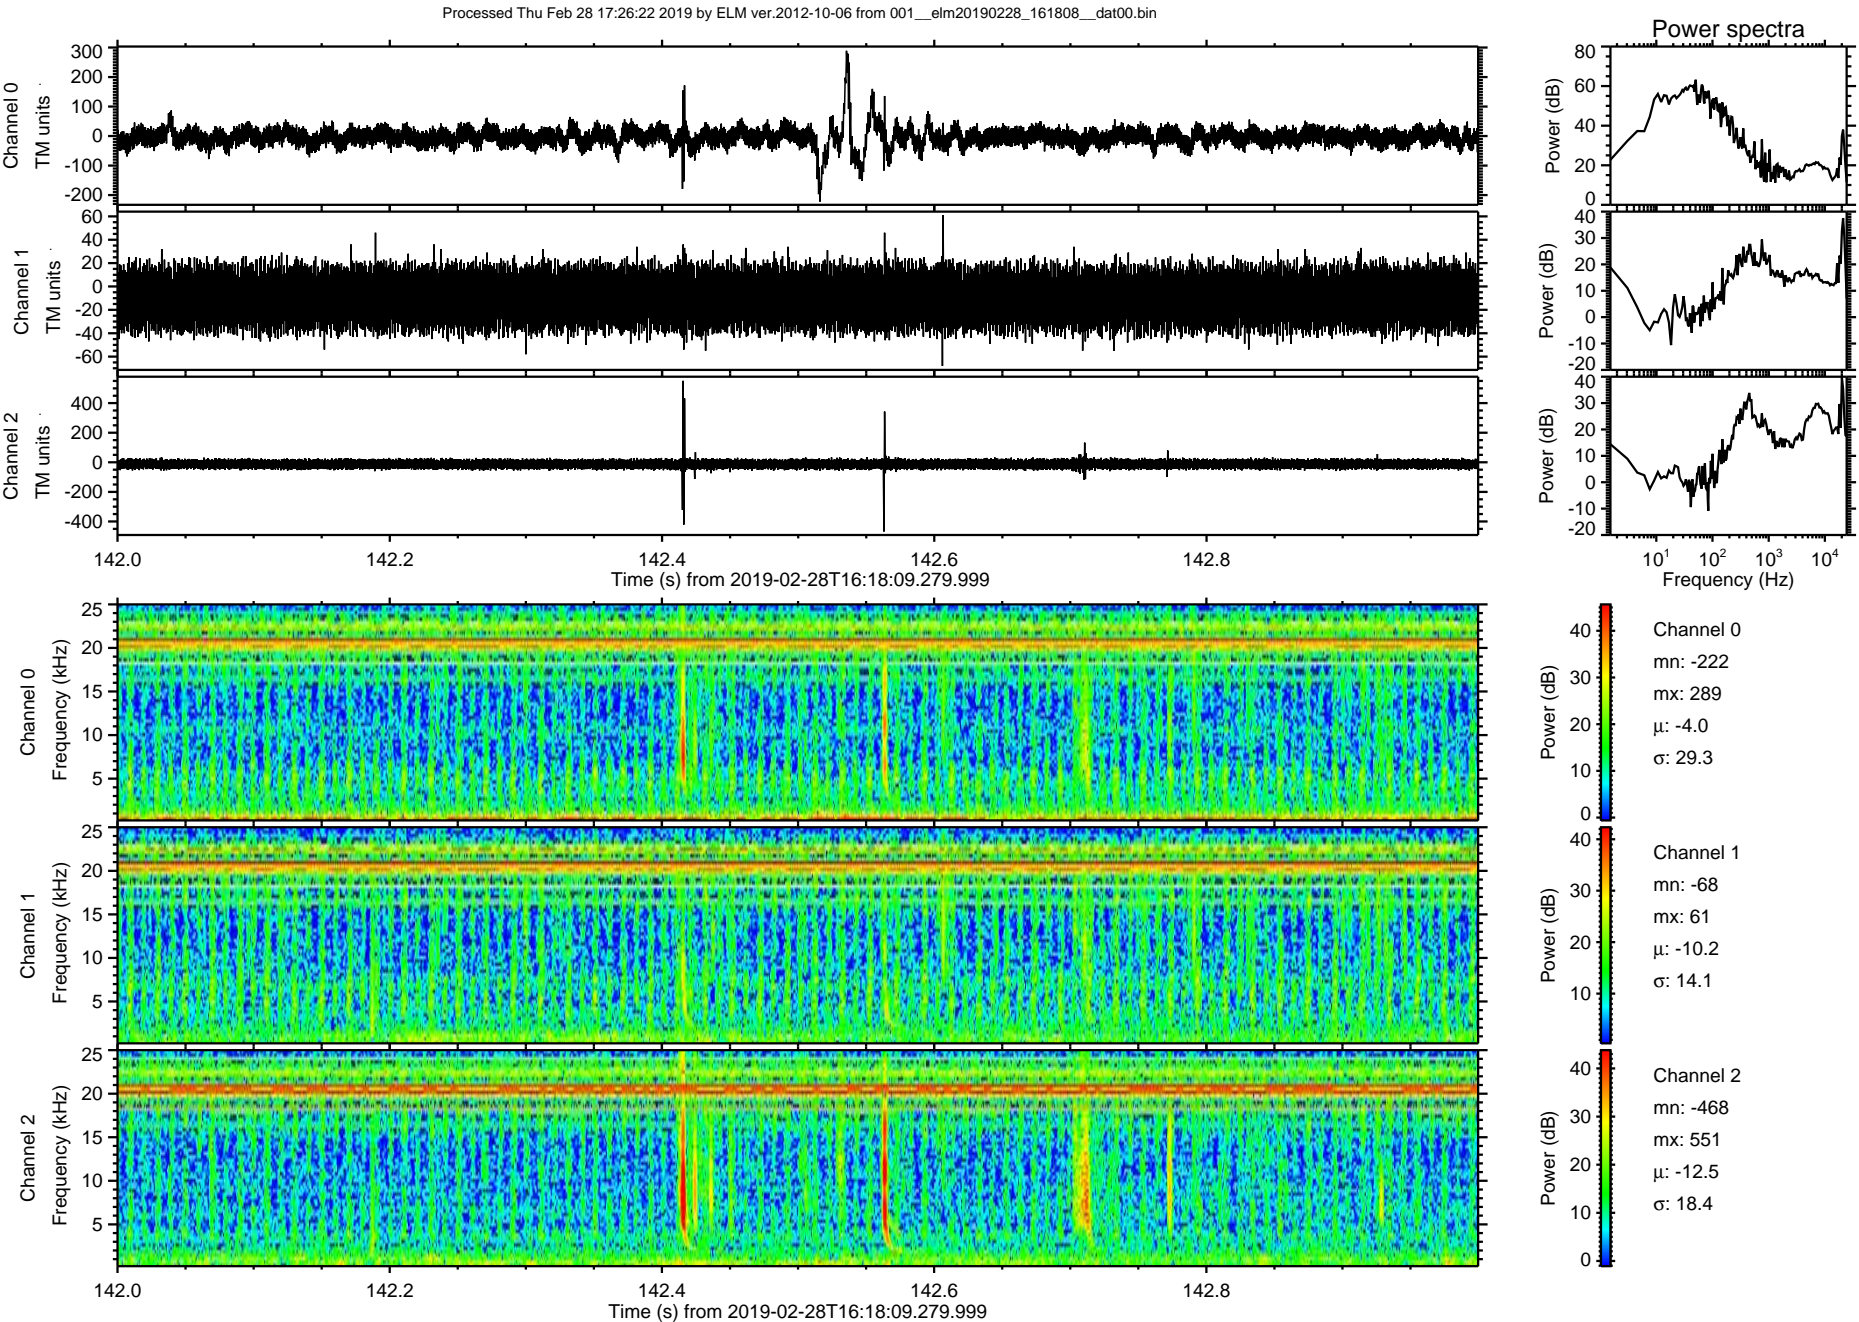 Processed Thu Feb 28 17:26:22 2019 by ELM ver.2012-10-06 from 001__elm20190228_161808__dat00.bin
Power spectra
Channel 0
TM units
300
200
100
0
-100
-200
Power (dB)
80
60
40
20
0
Channel 1
TM units
60
40
20
0
-20
-40
-60
Power (dB)
40
30
20
10
0
-10
-20
Channel 2
TM units
400
200
0
-200
-400
Power (dB)
40
30
20
10
0
-10
-20
142.0 142.2 142.4 142.6 142.8
Time (s) from 2019-02-28T16:18:09.279.999
10¹ 10² 10³ 10⁴
Frequency (Hz)
Channel 0
Frequency (kHz)
25
20
15
10
5
Power (dB)
40
30
20
10
0
Channel 0
mn: -222
mx: 289
μ: -4.0
σ: 29.3
Channel 1
Frequency (kHz)
25
20
15
10
5
Power (dB)
40
30
20
10
Channel 1
mn: -68
mx: 61
μ: -10.2
σ: 14.1
Channel 2
Frequency (kHz)
25
20
15
10
5
Power (dB)
40
30
20
10
0
Channel 2
mn: -468
mx: 551
μ: -12.5
σ: 18.4
142.0 142.2 142.4 142.6 142.8
Time (s) from 2019-02-28T16:18:09.279.999